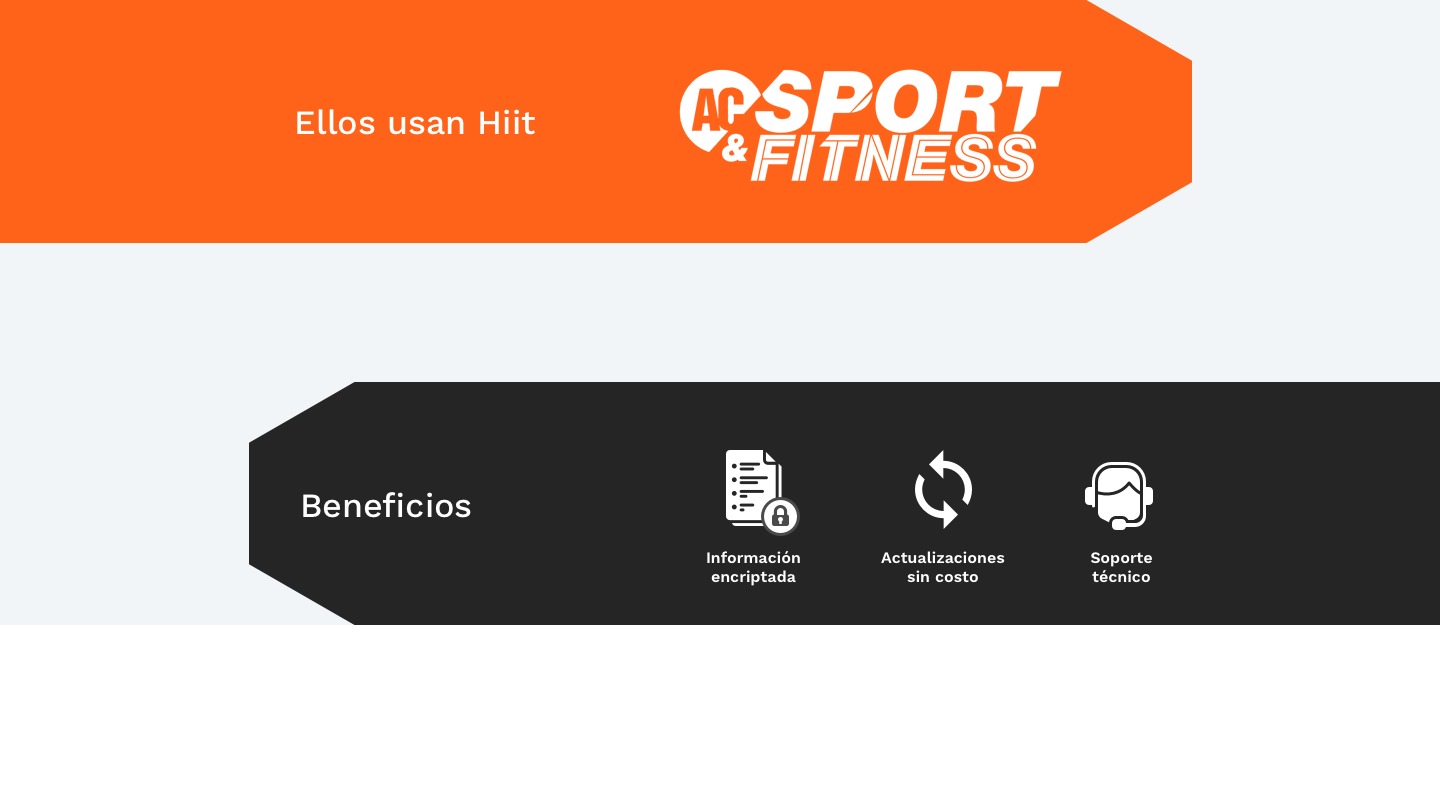 Ellos usan Hiit
AC SPORT
& FITNESS
Beneficios
Información
encriptada
Actualizaciones
sin costo
Soporte
técnico